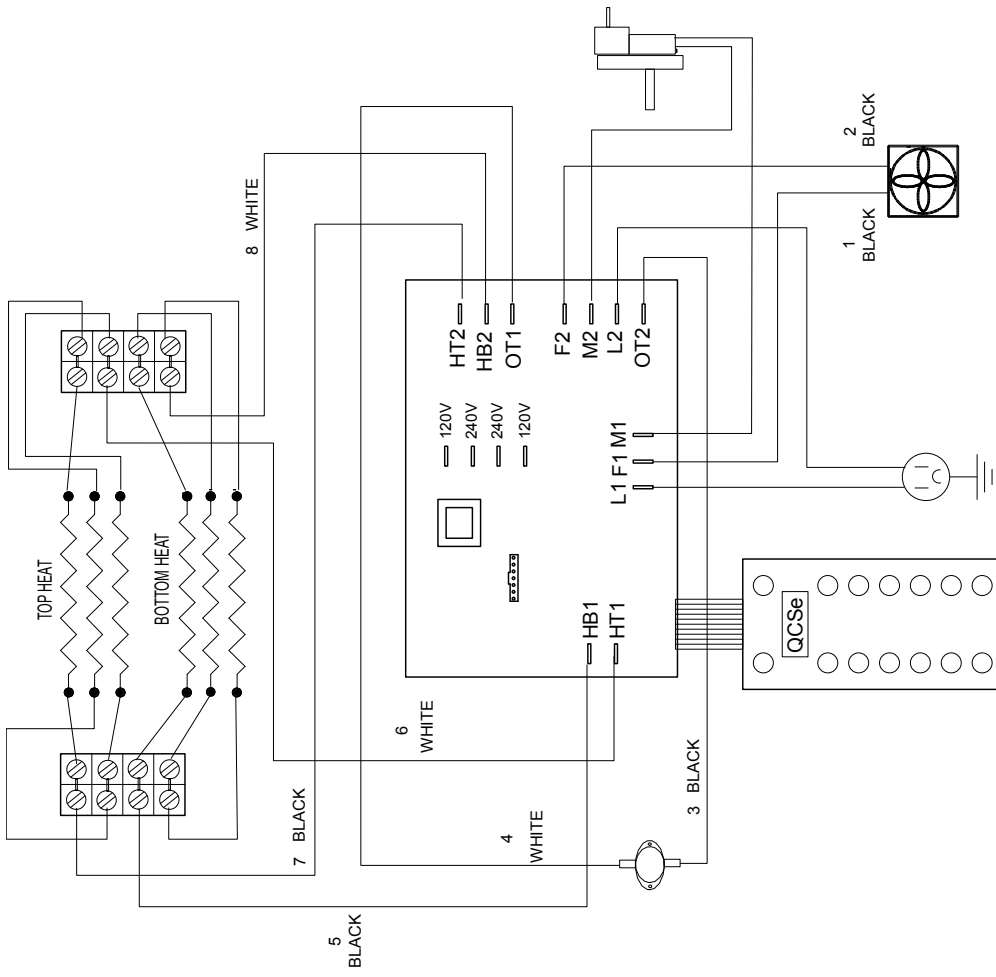 TOP HEAT
BOTTOM HEAT
8 WHITE
7 BLACK
6
WHITE
5
BLACK
4
WHITE
3 BLACK
2
BLACK
1
BLACK
HT2
HB2
OT1
F2
M2
L2
OT2
120V
240V
240V
120V
L1
F1
M1
HB1
HT1
QCSe